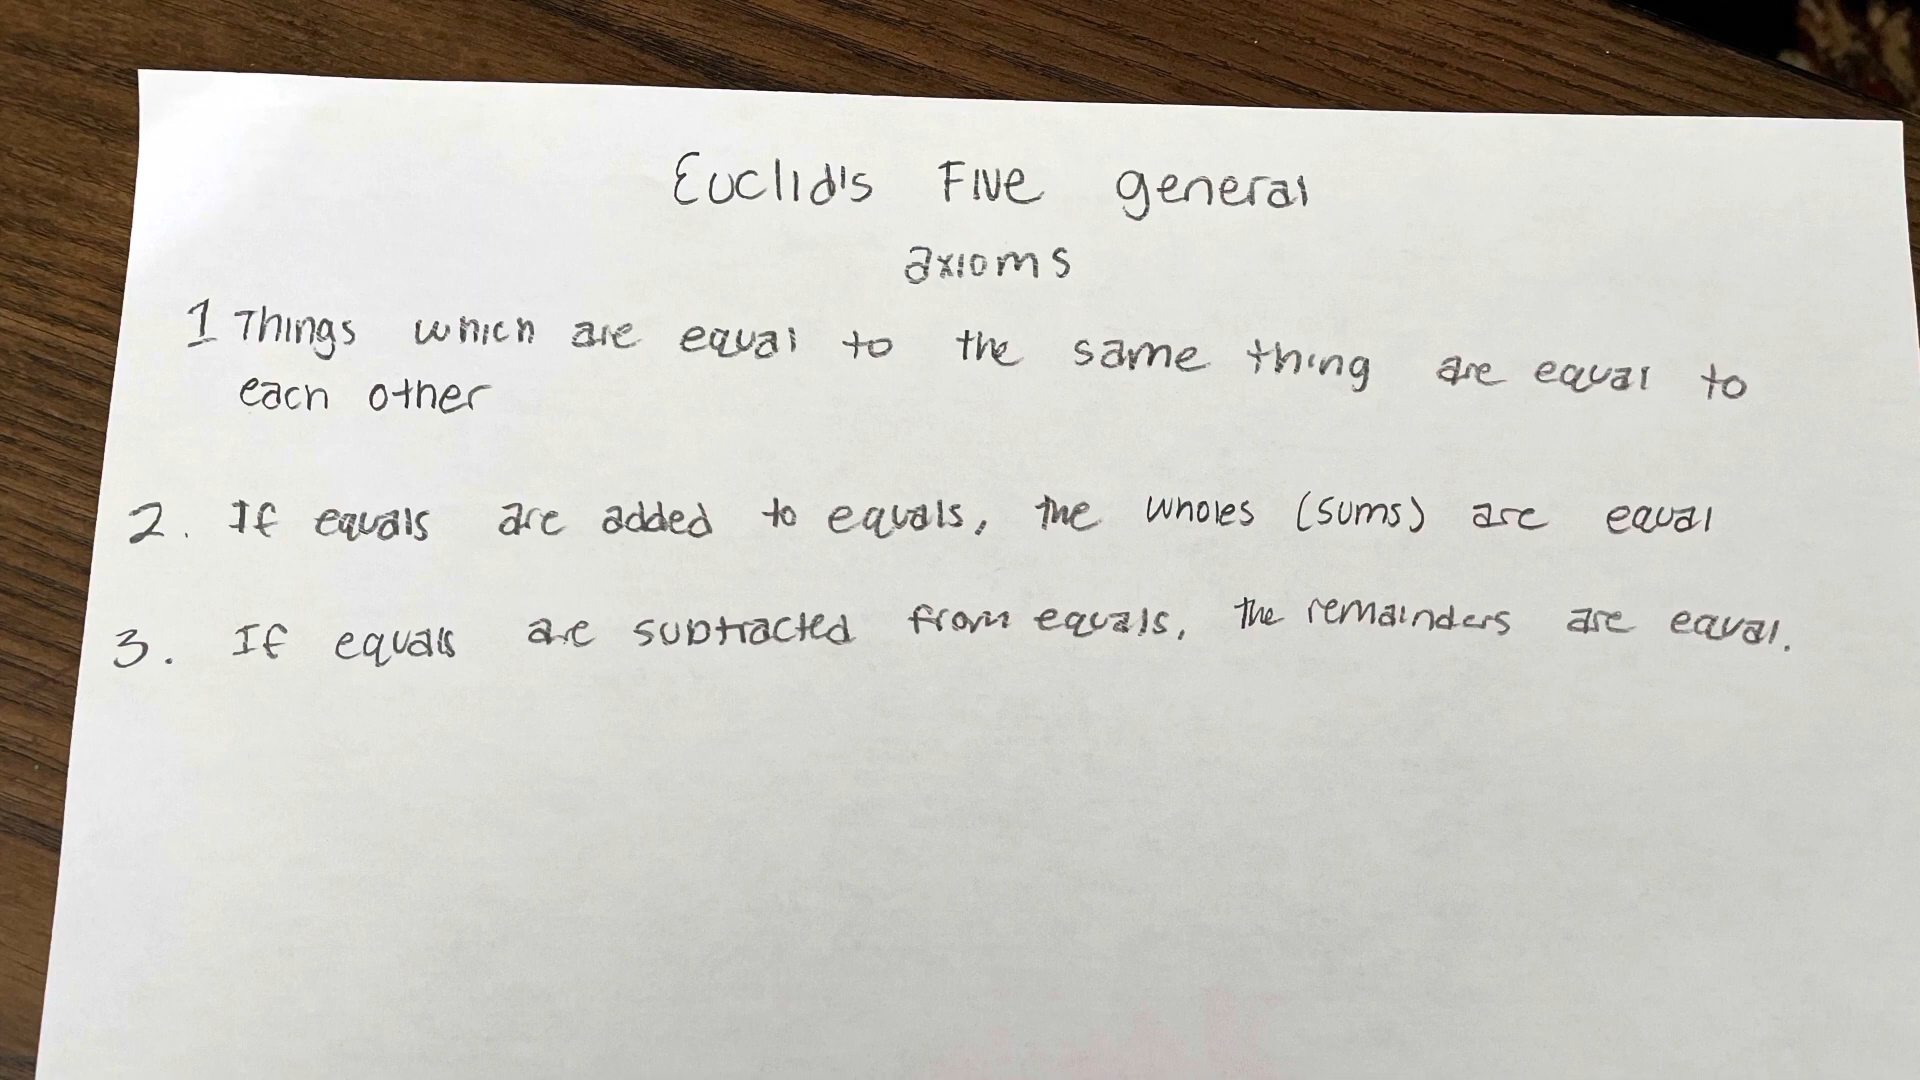 Euclid's Five general
axioms
1 Things which are equal to the same thing are equal to
each other
2. If equals are added to equals, the wholes (sums) are equal
3. If equals are subtracted from equals, the remainders are equal.